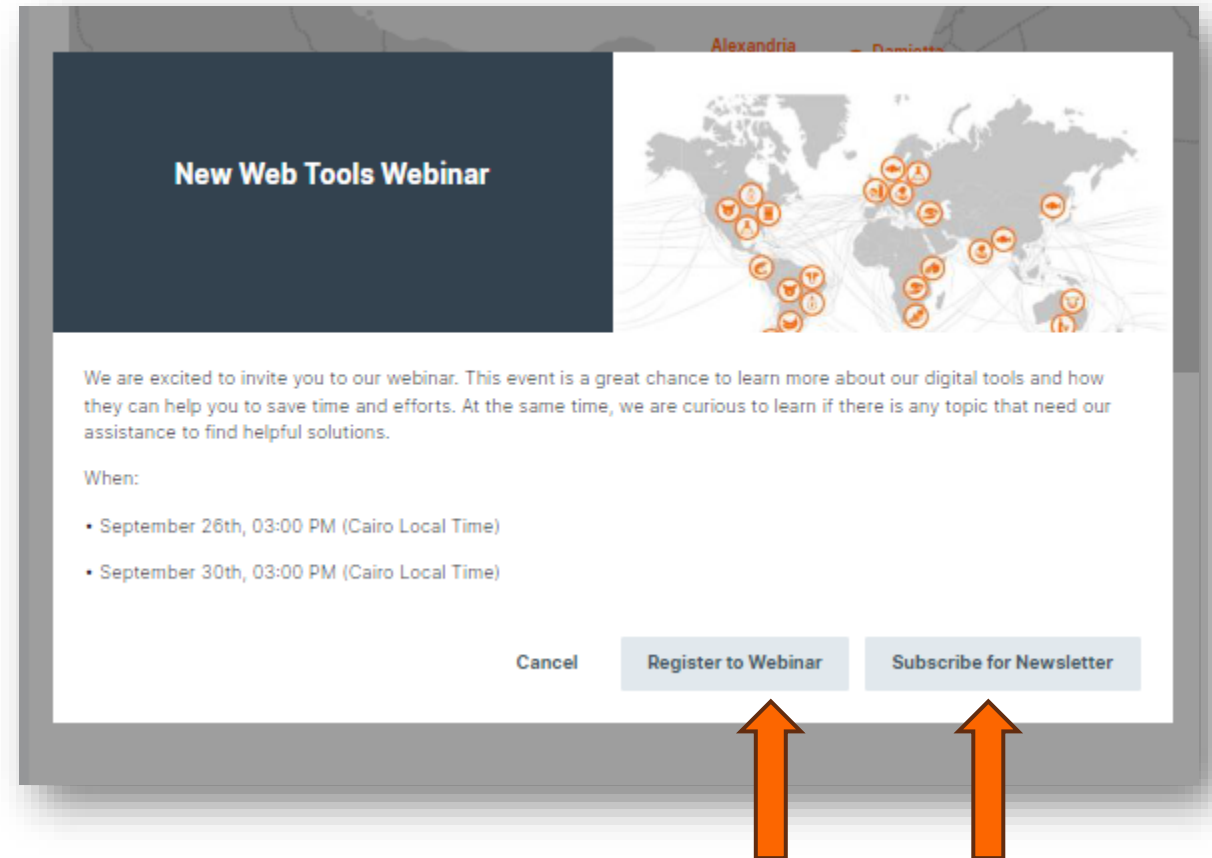 Alexandria
Damietta
New Web Tools Webinar
We are excited to invite you to our webinar. This event is a great chance to learn more about our digital tools and how
they can help you to save time and efforts. At the same time, we are curious to learn if there is any topic that need our
assistance to find helpful solutions.
When:
• September 26th, 03:00 PM (Cairo Local Time)
• September 30th, 03:00 PM (Cairo Local Time)
Cancel
Register to Webinar
Subscribe for Newsletter